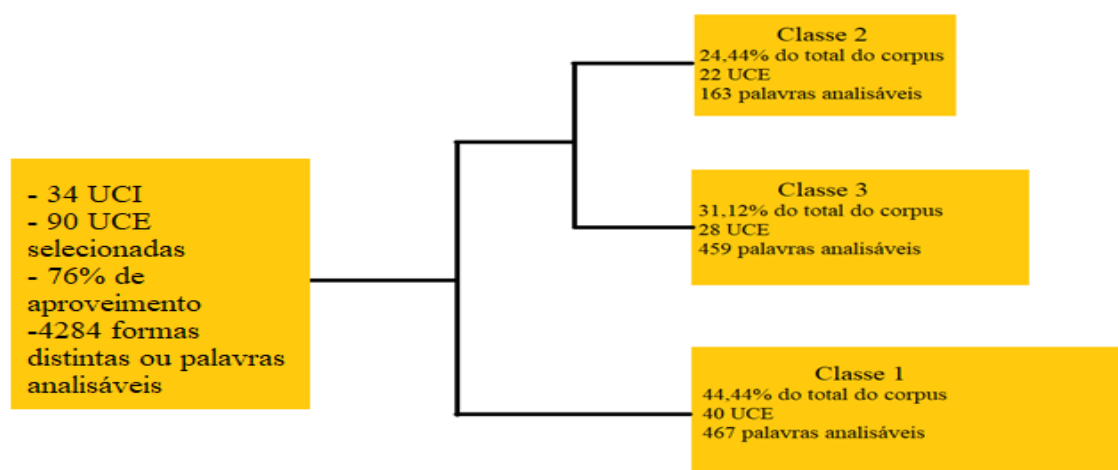 - 34 UCI
- 90 UCE
selecionadas
- 76% de
aproveimento
-4284 formas
distintas ou palavras
analisáveis
Classe 2
24,44% do total do corpus
22 UCE
163 palavras analisáveis
Classe 3
31,12% do total do corpus
28 UCE
459 palavras analisáveis
Classe 1
44,44% do total do corpus
40 UCE
467 palavras analisáveis